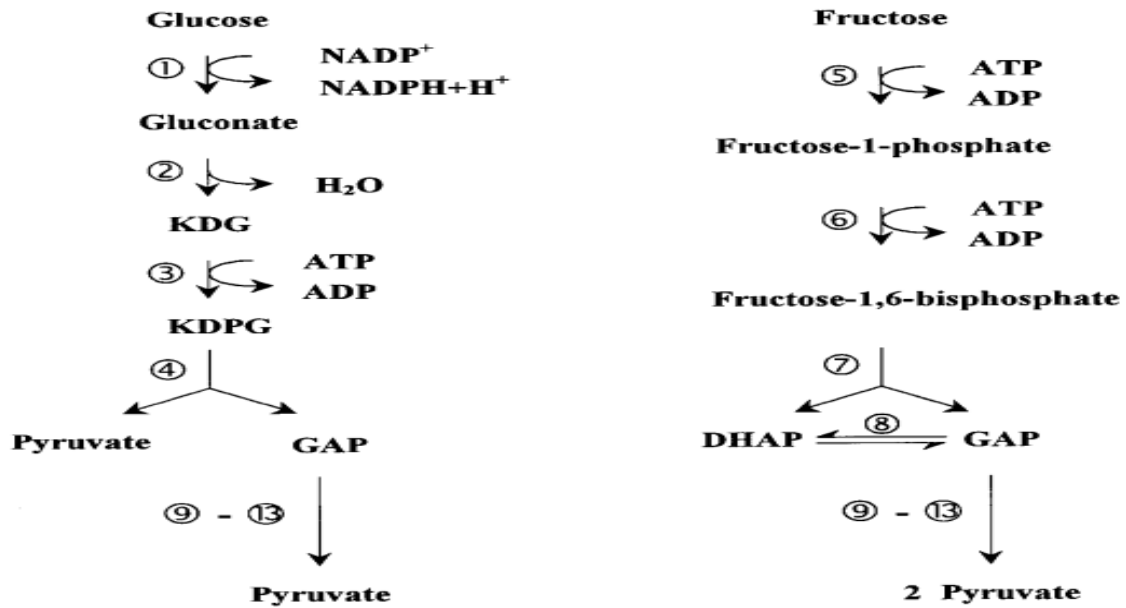 Glucose
①
NADP⁺
NADPH+H⁺
Gluconate
②
H₂O
KDG
③
ATP
ADP
KDPG
④
Pyruvate
GAP
⑨ - ⑬
Pyruvate
Fructose
⑤
ATP
ADP
Fructose-1-phosphate
⑥
ATP
ADP
Fructose-1,6-bisphosphate
⑦
DHAP
⑧
GAP
⑨ - ⑬
2 Pyruvate